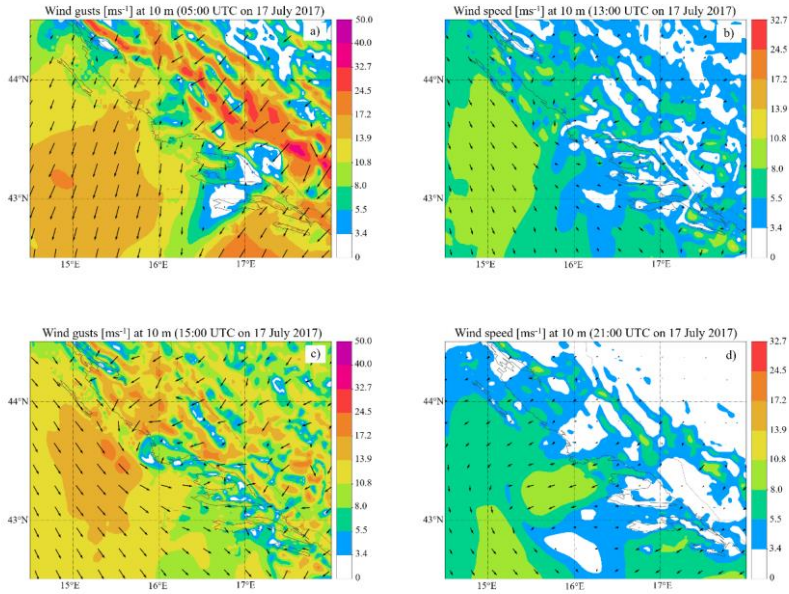 Wind gusts [ms⁻¹] at 10 m (05:00 UTC on 17 July 2017)
a)
44°N
43°N
15°E
16°E
17°E
50.0
40.0
32.7
24.5
17.2
13.9
10.8
8.0
5.5
3.4
0
Wind speed [ms⁻¹] at 10 m (13:00 UTC on 17 July 2017)
b)
44°N
43°N
15°E
16°E
17°E
32.7
24.5
17.2
13.9
10.8
8.0
5.5
3.4
0
Wind gusts [ms⁻¹] at 10 m (15:00 UTC on 17 July 2017)
c)
44°N
43°N
15°E
16°E
17°E
50.0
40.0
32.7
24.5
17.2
13.9
10.8
8.0
5.5
3.4
0
Wind speed [ms⁻¹] at 10 m (21:00 UTC on 17 July 2017)
d)
44°N
43°N
15°E
16°E
17°E
32.7
24.5
17.2
13.9
10.8
8.0
5.5
3.4
0